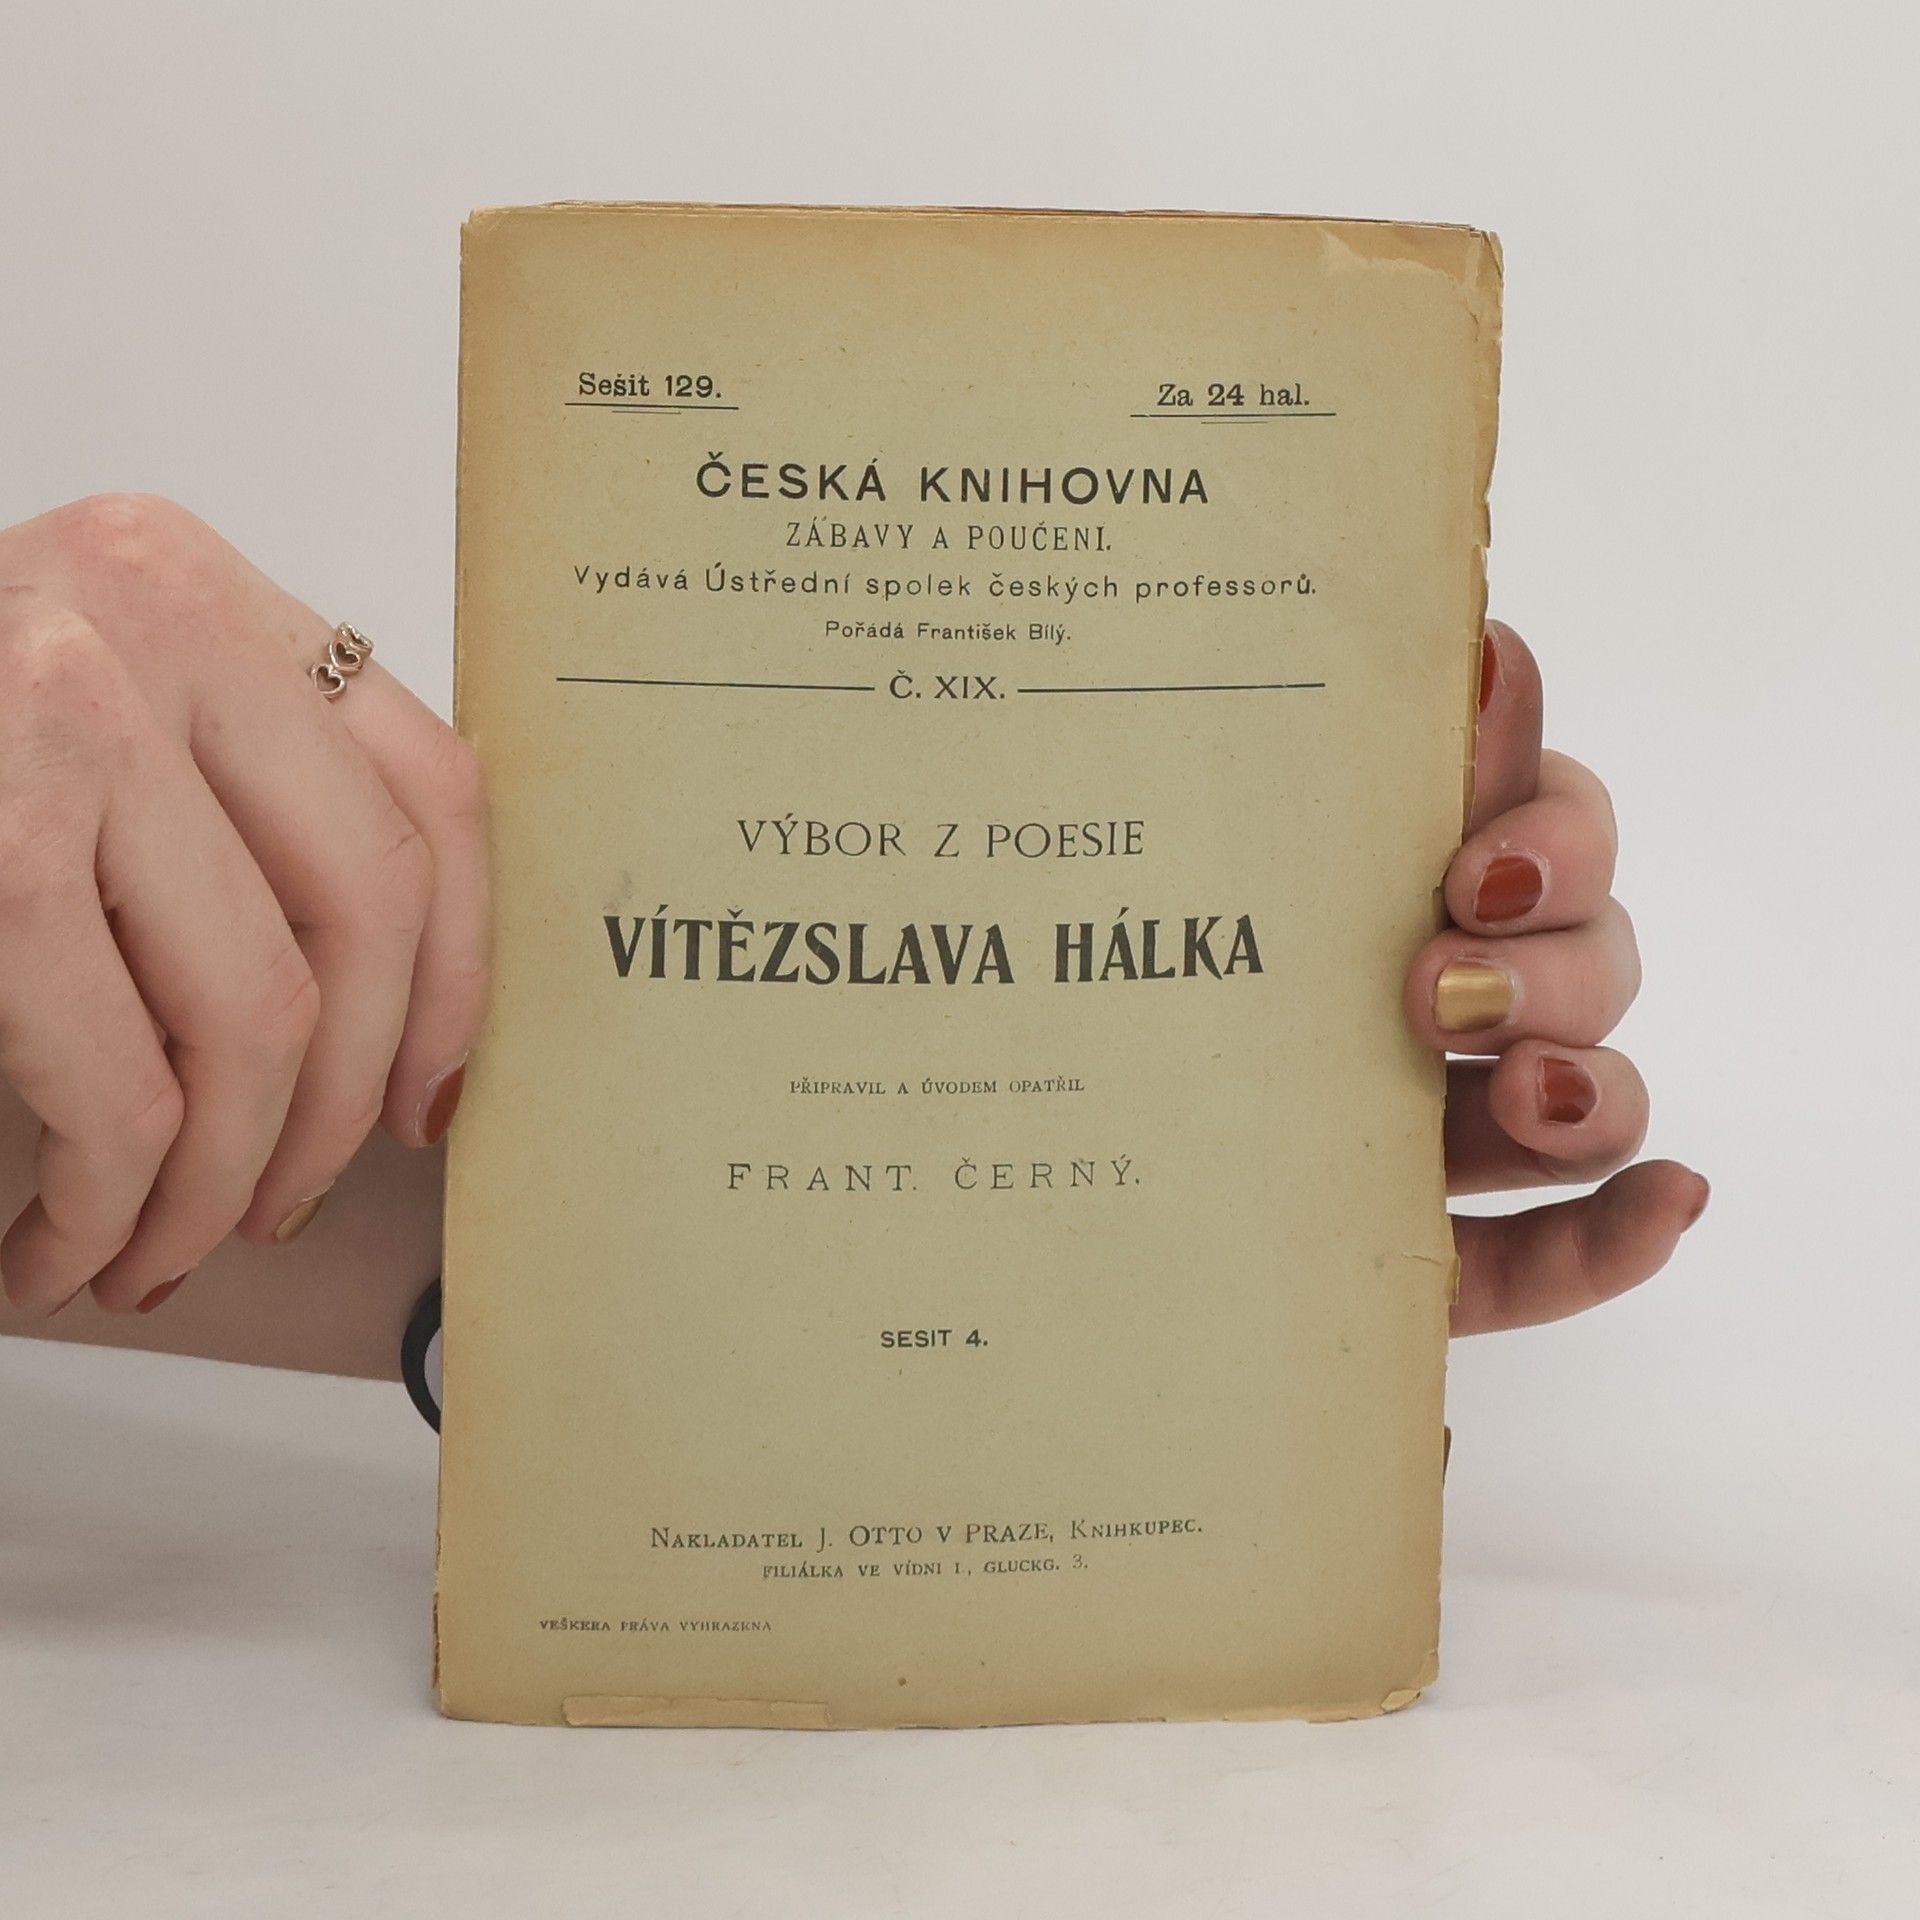 Sešit 129.
Za 24 hal.
ČESKÁ KNIHOVNA
ZÁBAVY A POUČENI.
Vydává Ústřední spolek českých professorů.
Pořádá František Bílý.
Č. XIX.
VÝBOR Z POESIE
VÍTĚZSLAVA HÁLKA
PŘIPRAVIL A ÚVODEM OPATŘIL
FRANT. ČERNÝ.
SESIT 4.
NAKLADATEL J. OTTO V PRAZE, KNIHKUPEC.
FILIÁLKA VE VÍDNI I., GLUCKG. 3.
VEŠKERA PRÁVA VYHRAZENA